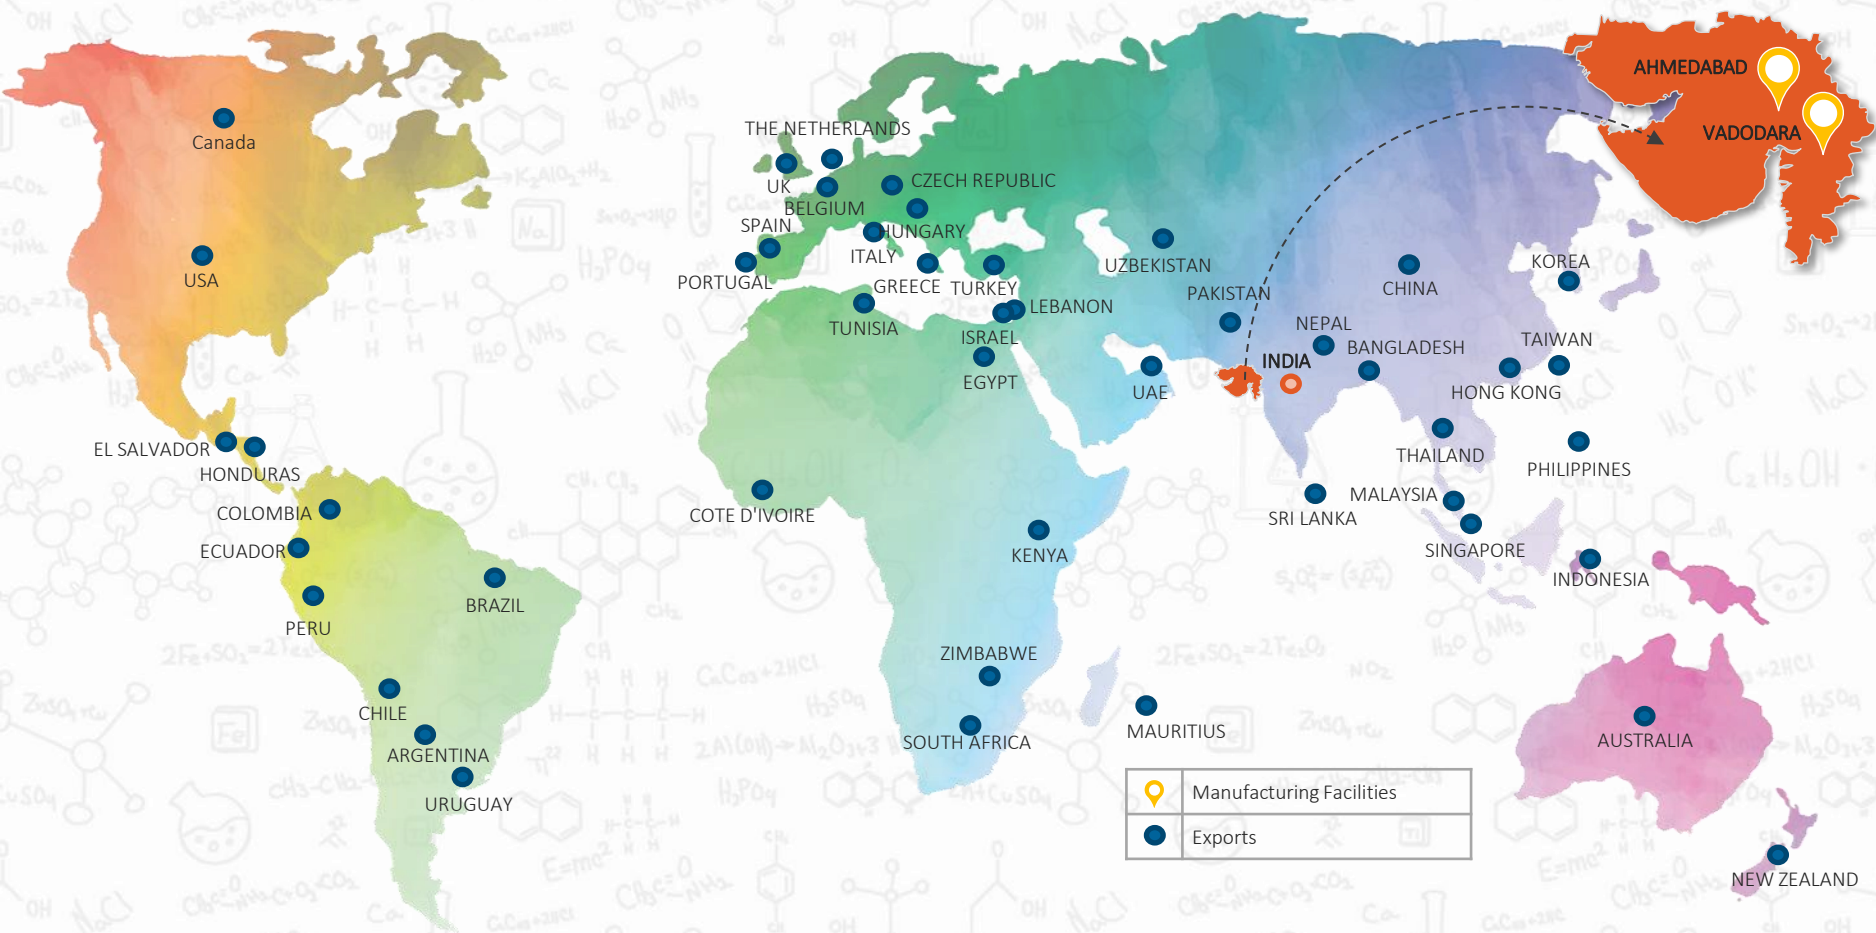 AHMEDABAD
VADODARA
Canada
THE NETHERLANDS
UK
CZECH REPUBLIC
BELGIUM
SPAIN
HUNGARY
ITALY
PORTUGAL
GREECE
TURKEY
USA
UZBEKISTAN
KOREA
CHINA
PAKISTAN
TUNISIA
LEBANON
ISRAEL
NEPAL
TAIWAN
BANGLADESH
INDIA
EGYPT
UAE
HONG KONG
EL SALVADOR
HONDURAS
THAILAND
PHILIPPINES
COLOMBIA
COTE D'IVOIRE
SRI LANKA
MALAYSIA
ECUADOR
KENYA
SINGAPORE
INDONESIA
BRAZIL
PERU
ZIMBABWE
CHILE
MAURITIUS
SOUTH AFRICA
AUSTRALIA
ARGENTINA
URUGUAY
Manufacturing Facilities
Exports
NEW ZEALAND